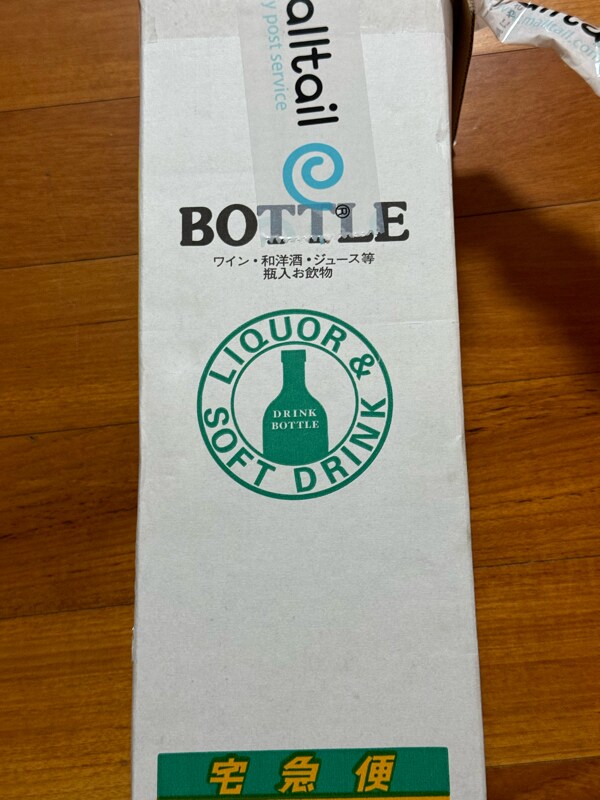 alltail
y post service
BOTTLE
ワイン・和洋酒・ジュース等
瓶入お飲物
LIQUOR &
SOFT DRINK
DRINK
BOTTLE
宅急便